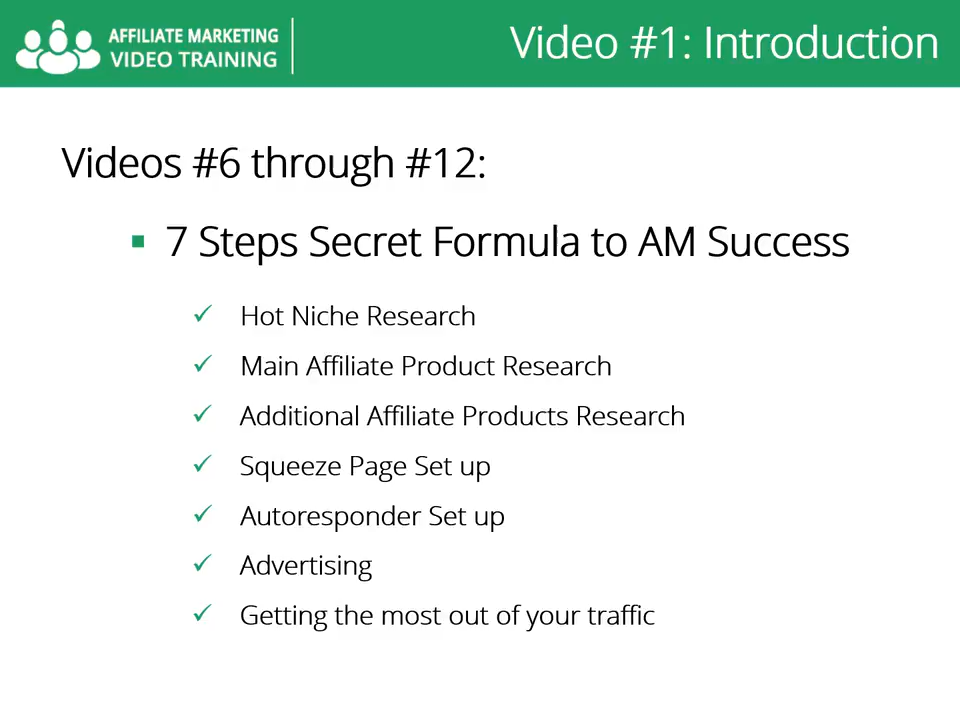 AFFILIATE MARKETING
VIDEO TRAINING
Video #1: Introduction
Videos #6 through #12:
7 Steps Secret Formula to AM Success
Hot Niche Research
Main Affiliate Product Research
Additional Affiliate Products Research
Squeeze Page Set up
Autoresponder Set up
Advertising
Getting the most out of your traffic